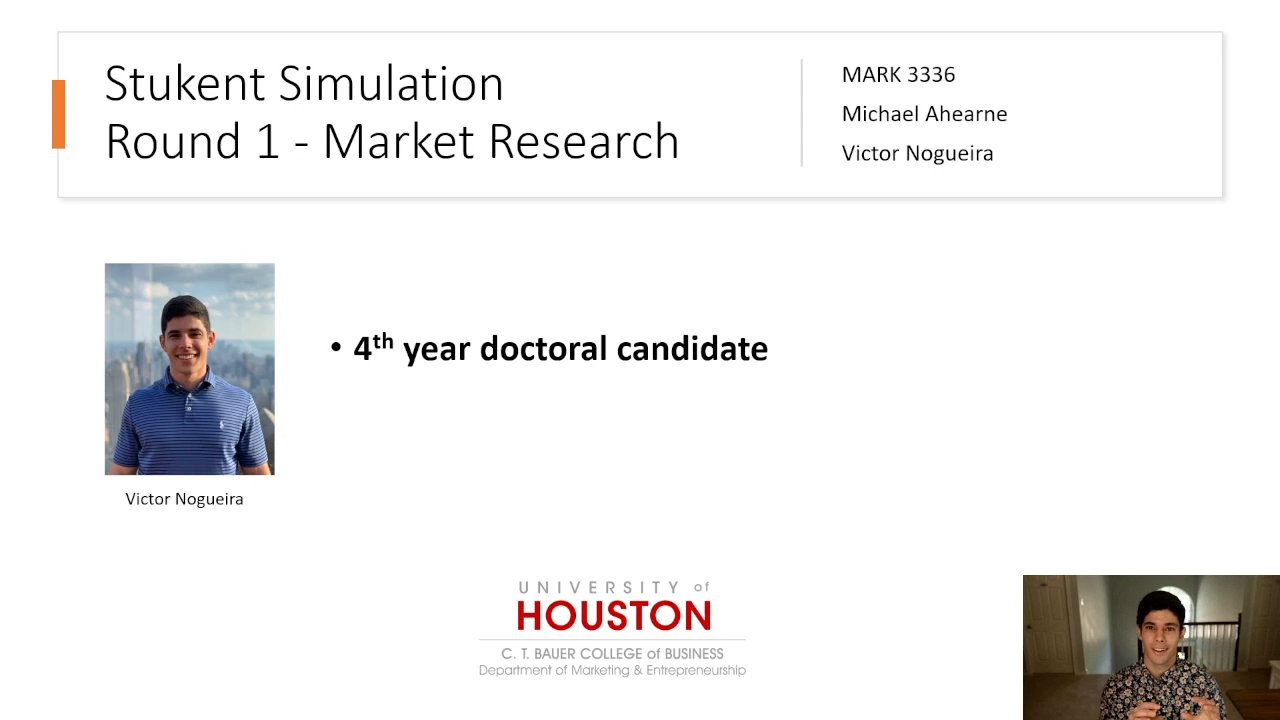 Stukent Simulation
Round 1 - Market Research
MARK 3336
Michael Ahearne
Victor Nogueira
• 4th year doctoral candidate
Victor Nogueira
UNIVERSITY of
HOUSTON
C. T. BAUER COLLEGE of BUSINESS
Department of Marketing & Entrepreneurship